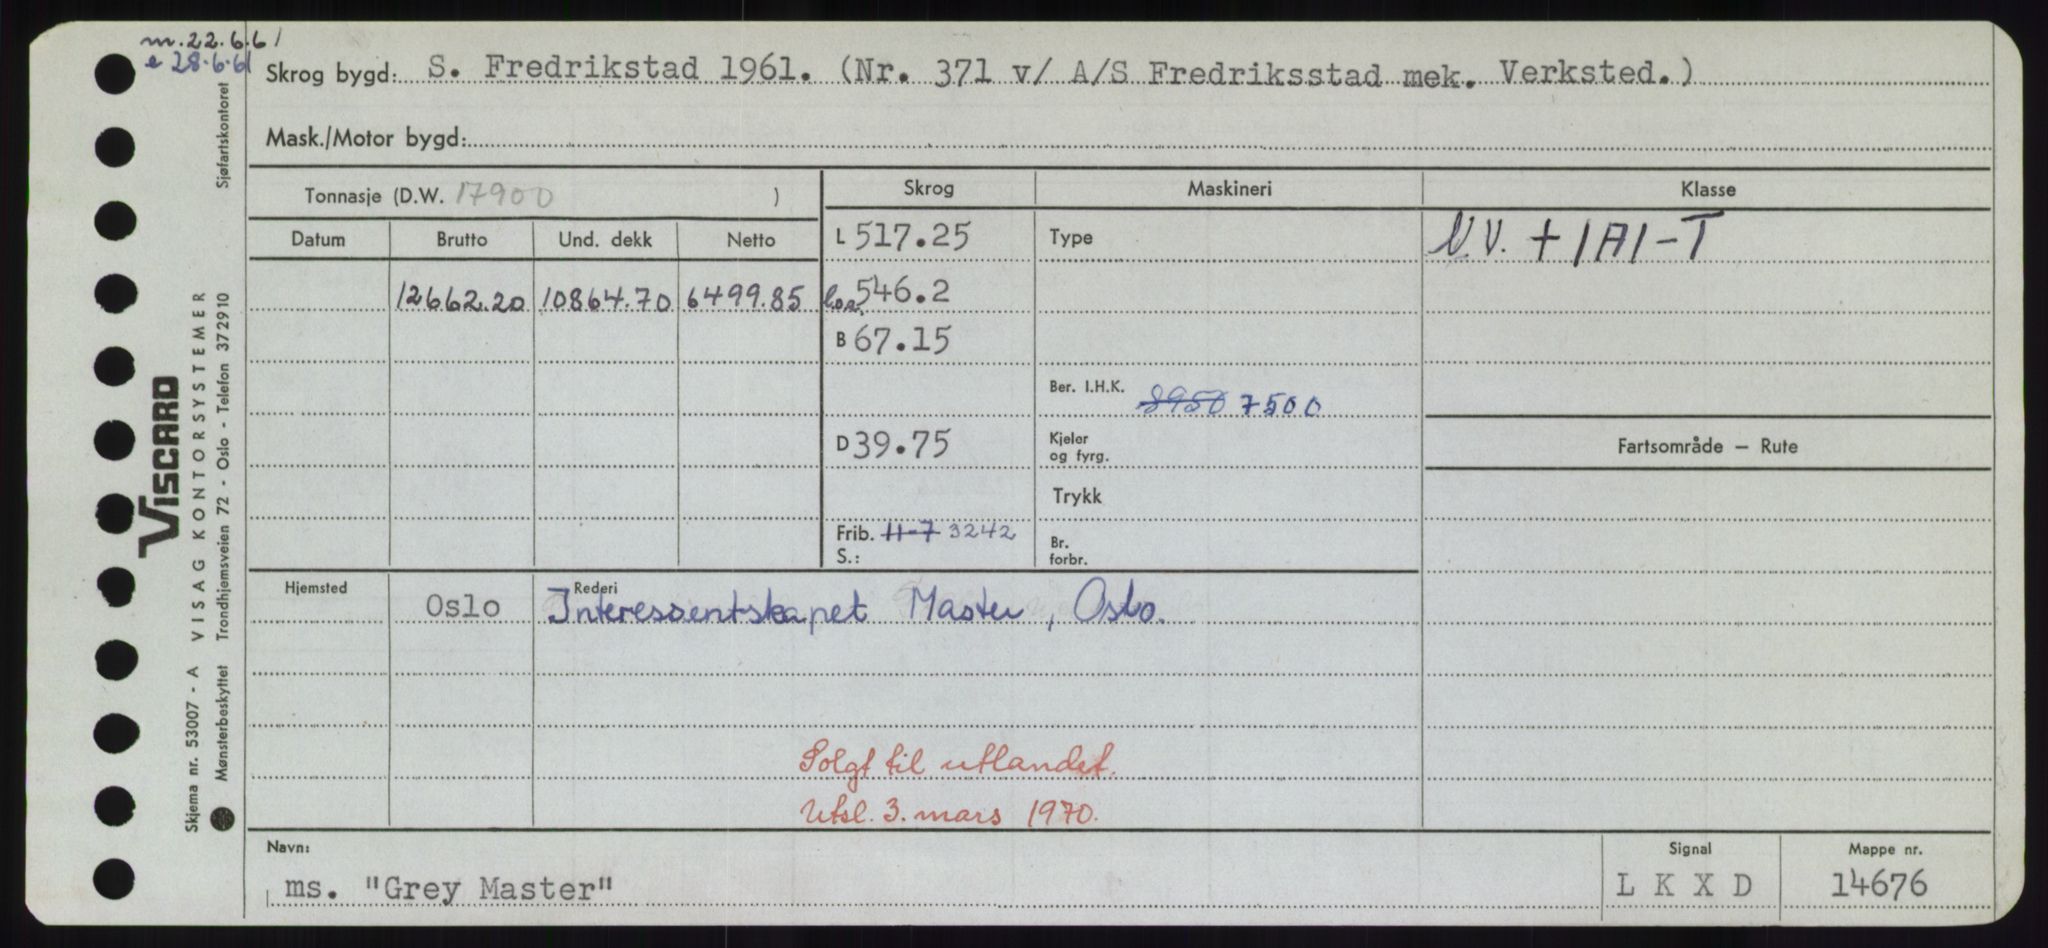 m.22.6.61
e 28.6.61
Skrog bygd: S. Fredrikstad 1961. (Nr. 371 v/ A/S Fredriksstad mek. Verksted.)
Mask./Motor bygd:
Tonnasje (D.W. 17900 )
Skrog Maskineri Klasse
Datum Brutto Und. dekk Netto
L 517.25 Type N.V. + 1A1-T
12662.20 10864.70 6499.85 loa. 546.2
B 67.15
Ber. I.H.K. 8950 7500
D 39.75 Kjeler og fyrg. Fartsområde — Rute
Trykk
Frib. S.: 11-7 3242 Br. forbr.
Hjemsted Oslo Rederi Interessentskapet Master, Oslo.
Solgt til utlandet.
Utsl. 3. mars 1970.
Navn: Signal Mappe nr.
ms. "Grey Master" L K X D 14676
Skjema nr. 53007 - A VISAG KONTORSYSTEMER Sjøfartskontoret
Mønsterbeskyttet Trondhjemsveien 72 - Oslo - Telefon 372910
VISCARD